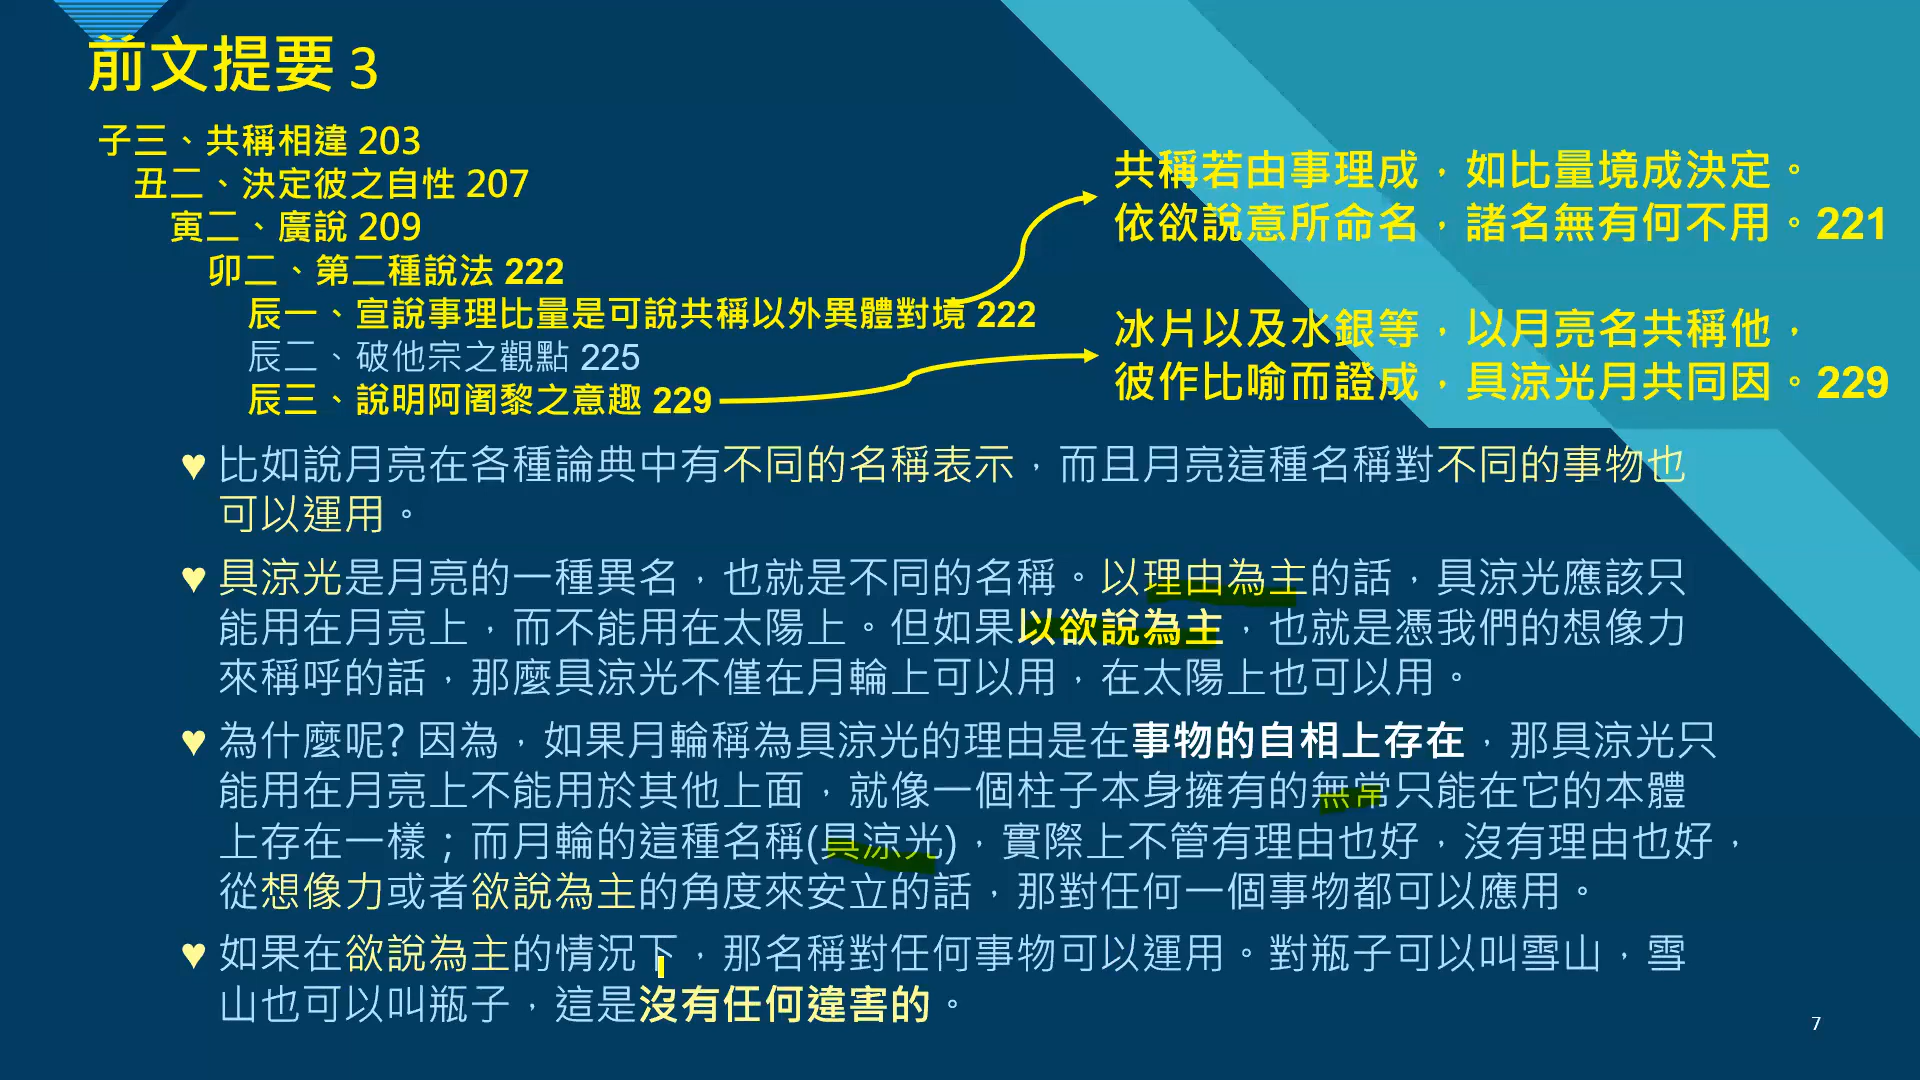 前文提要 3
子三、共稱相違 203
丑二、決定彼之自性 207
寅二、廣說 209
卯二、第二種說法 222
辰一、宣說事理比量是可說共稱以外異體對境 222
辰二、破他宗之觀點 225
辰三、說明阿阇黎之意趣 229
共稱若由事理成，如比量境成決定。
依欲說意所命名，諸名無有何不用。221
冰片以及水銀等，以月亮名共稱他，
彼作比喻而證成，具涼光月共同因。229
♥ 比如說月亮在各種論典中有不同的名稱表示，而且月亮這種名稱對不同的事物也
可以運用。
♥ 具涼光是月亮的一種異名，也就是不同的名稱。以理由為主的話，具涼光應該只
能用在月亮上，而不能用在太陽上。但如果以欲說為主，也就是憑我們的想像力
來稱呼的話，那麼具涼光不僅在月輪上可以用，在太陽上也可以用。
♥ 為什麼呢? 因為，如果月輪稱為具涼光的理由是在事物的自相上存在，那具涼光只
能用在月亮上不能用於其他上面，就像一個柱子本身擁有的無常只能在它的本體
上存在一樣；而月輪的這種名稱(具涼光)，實際上不管有理由也好，沒有理由也好，
從想像力或者欲說為主的角度來安立的話，那對任何一個事物都可以應用。
♥ 如果在欲說為主的情況下，那名稱對任何事物可以運用。對瓶子可以叫雪山，雪
山也可以叫瓶子，這是沒有任何違害的。
7